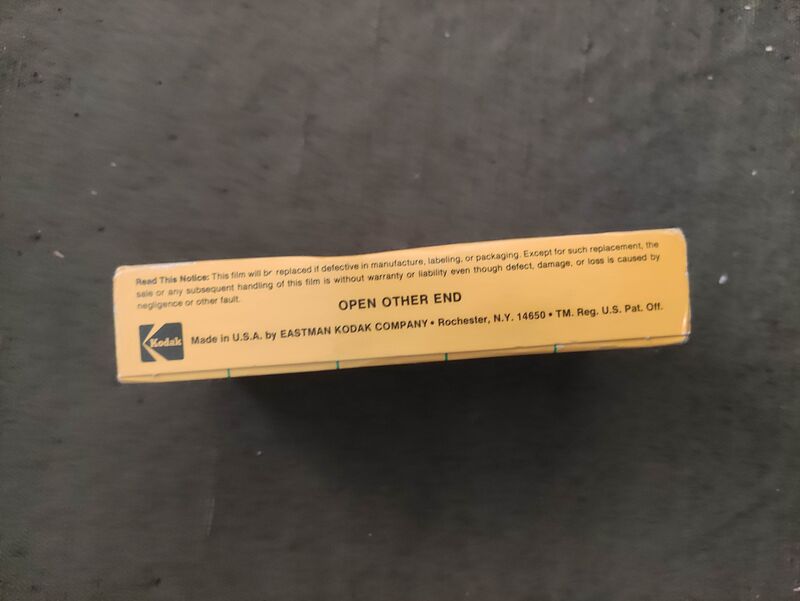 Read This Notice: This film will be replaced if defective in manufacture, labeling, or packaging. Except for such replacement, the
sale or any subsequent handling of this film is without warranty or liability even though defect, damage, or loss is caused by
negligence or other fault.
OPEN OTHER END
Kodak
Made in U.S.A. by EASTMAN KODAK COMPANY • Rochester, N.Y. 14650 • TM. Reg. U.S. Pat. Off.